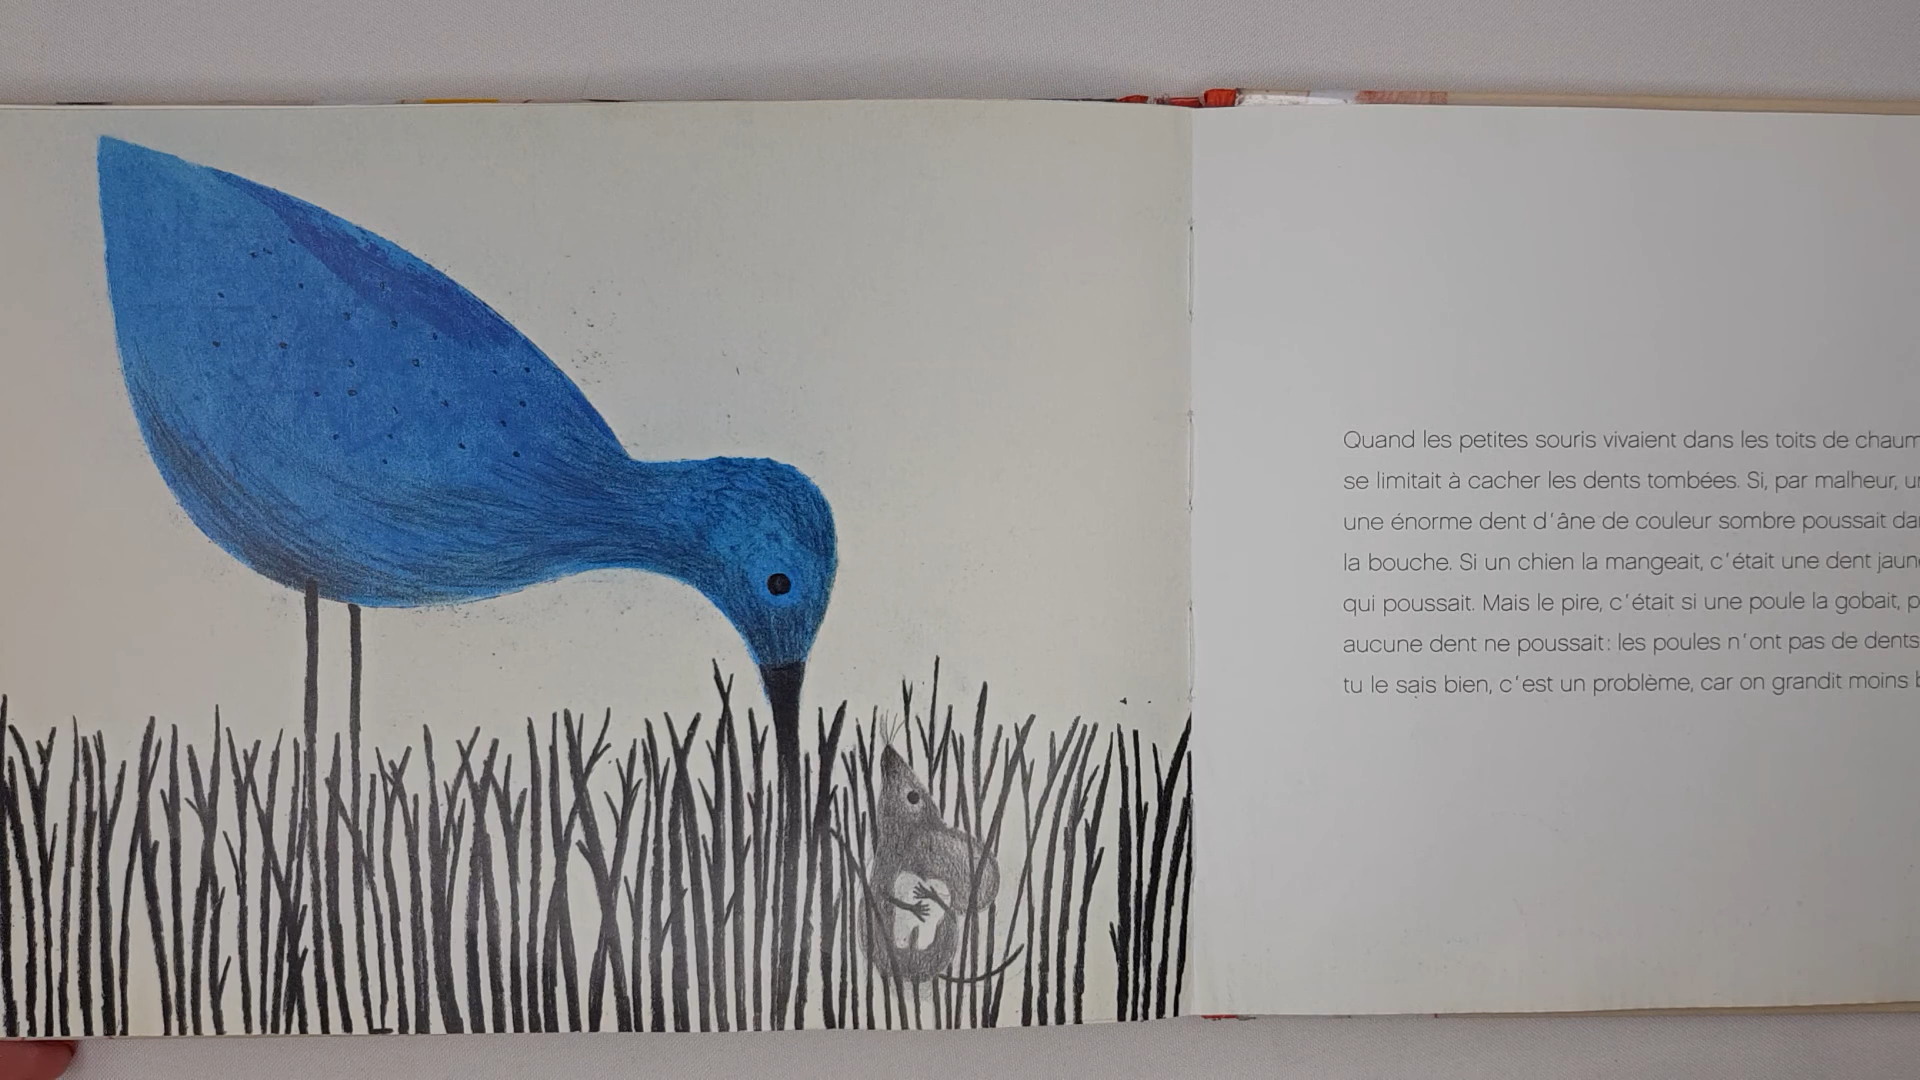 Quand les petites souris vivaient dans les toits de chaum
se limitait à cacher les dents tombées. Si, par malheur,
une énorme dent d'âne de couleur sombre poussait
la bouche. Si un chien la mangeait, c'était une dent
qui poussait. Mais le pire, c'était si une poule la gobait,
aucune dent ne poussait: les poules n'ont pas de dents
tu le sais bien, c'est un problème, car on grandit moins